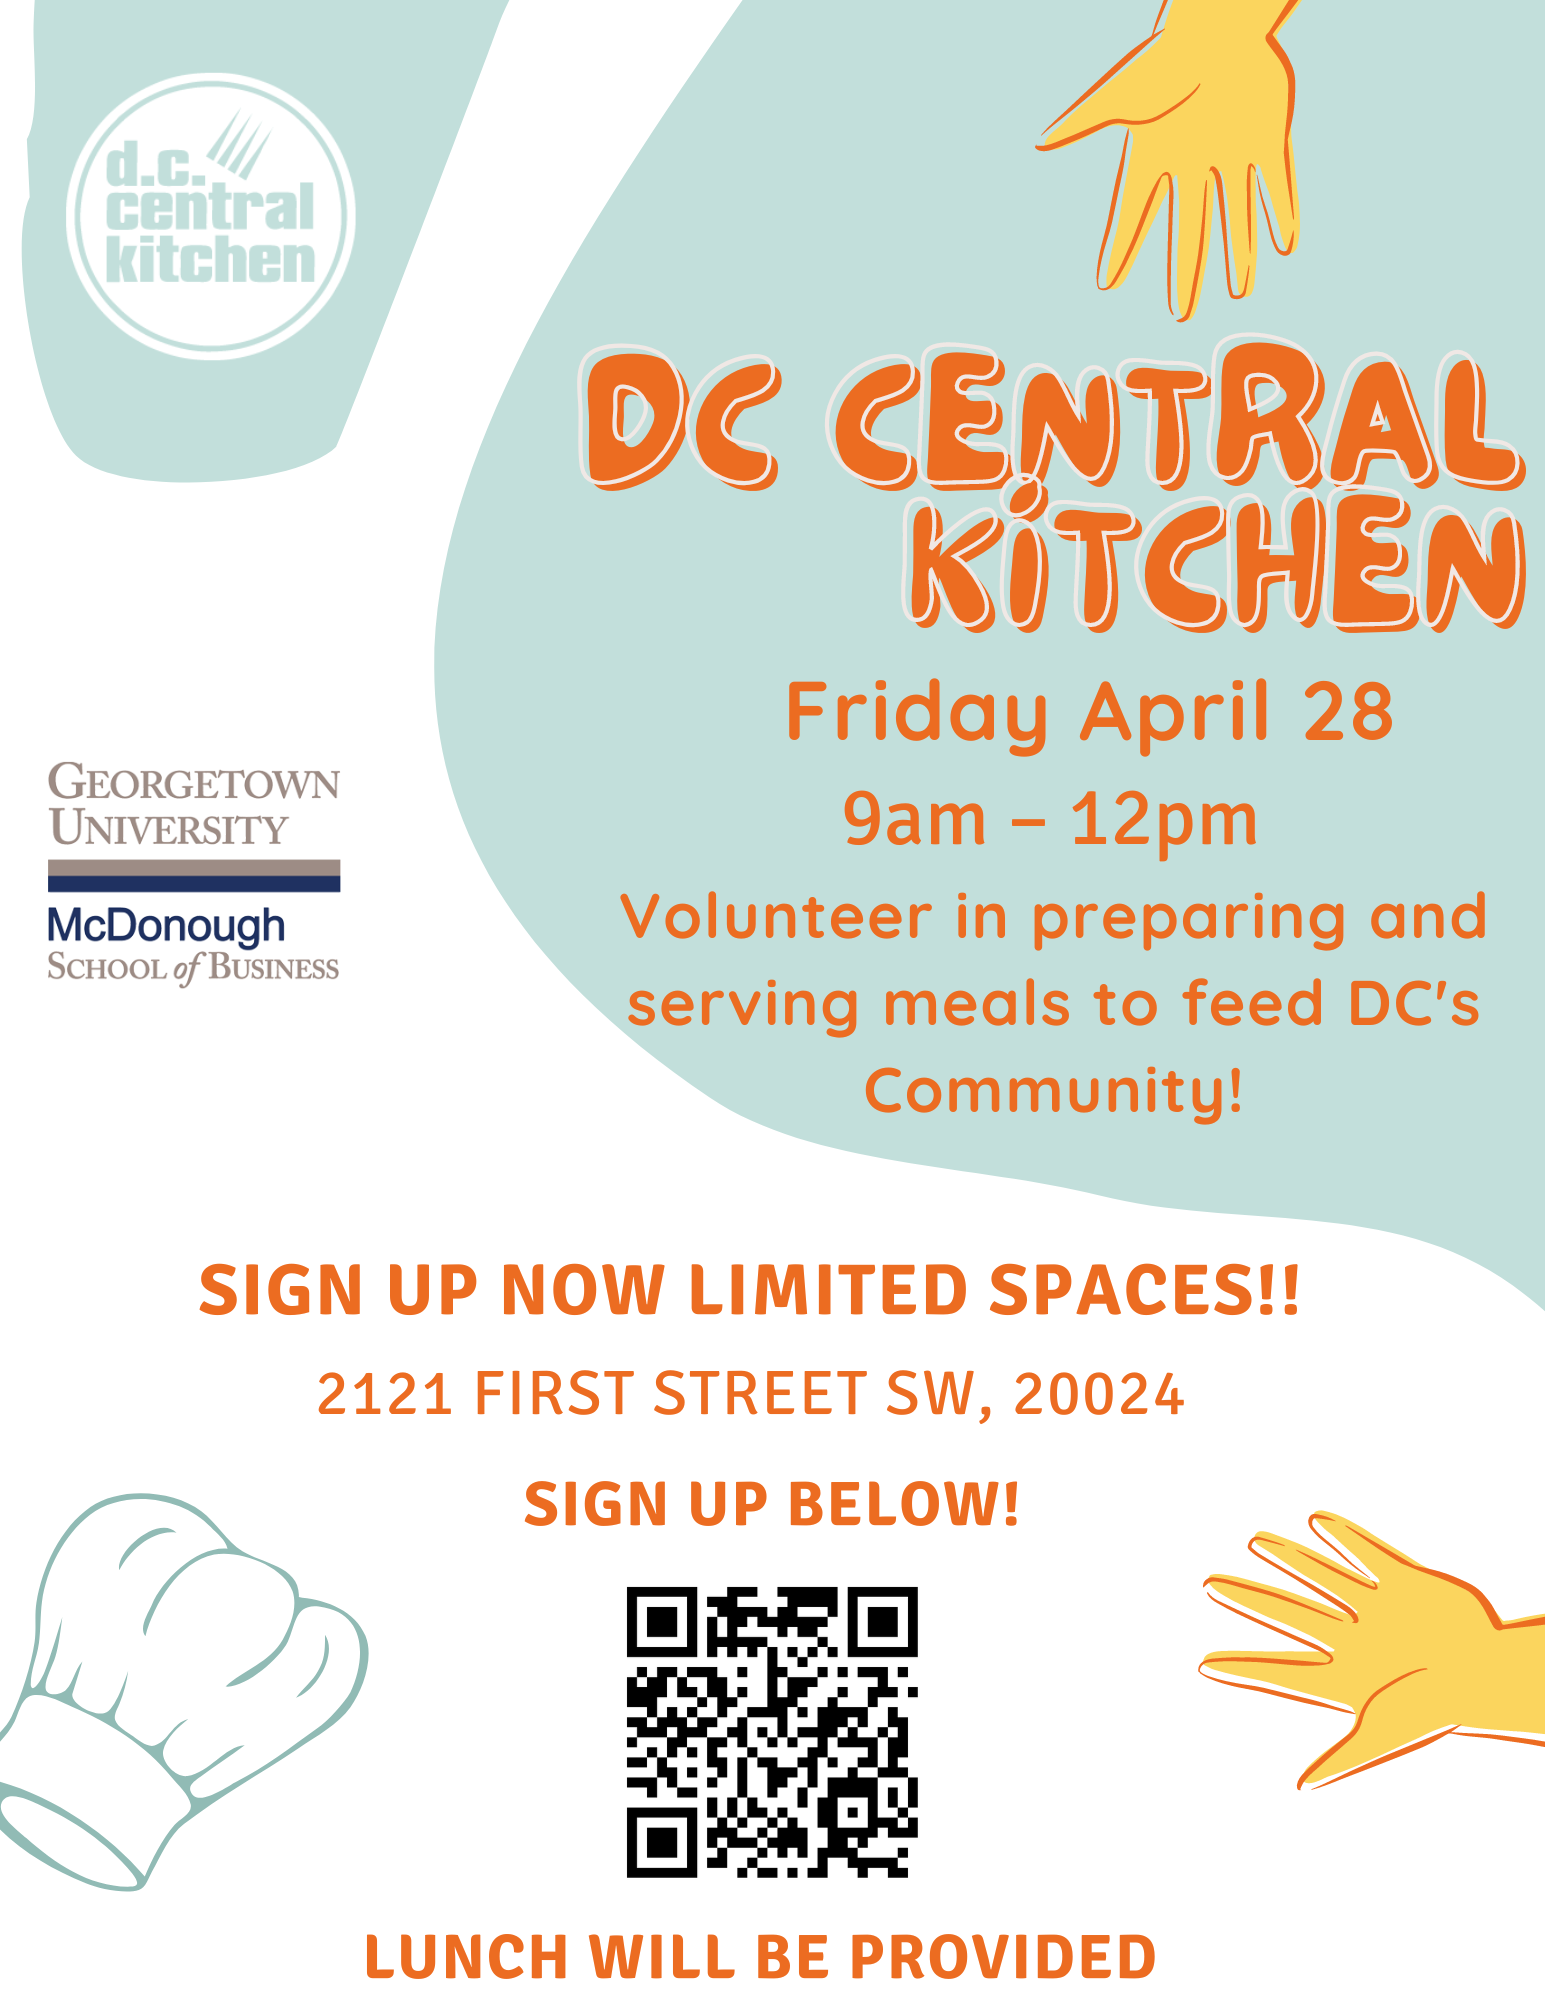 d.c.
central
kitchen
DC CENTRAL
KITCHEN
Friday April 28
9am – 12pm
Volunteer in preparing and
serving meals to feed DC's
Community!
GEORGETOWN
UNIVERSITY
McDonough
SCHOOL of BUSINESS
SIGN UP NOW LIMITED SPACES!!
2121 FIRST STREET SW, 20024
SIGN UP BELOW!
LUNCH WILL BE PROVIDED